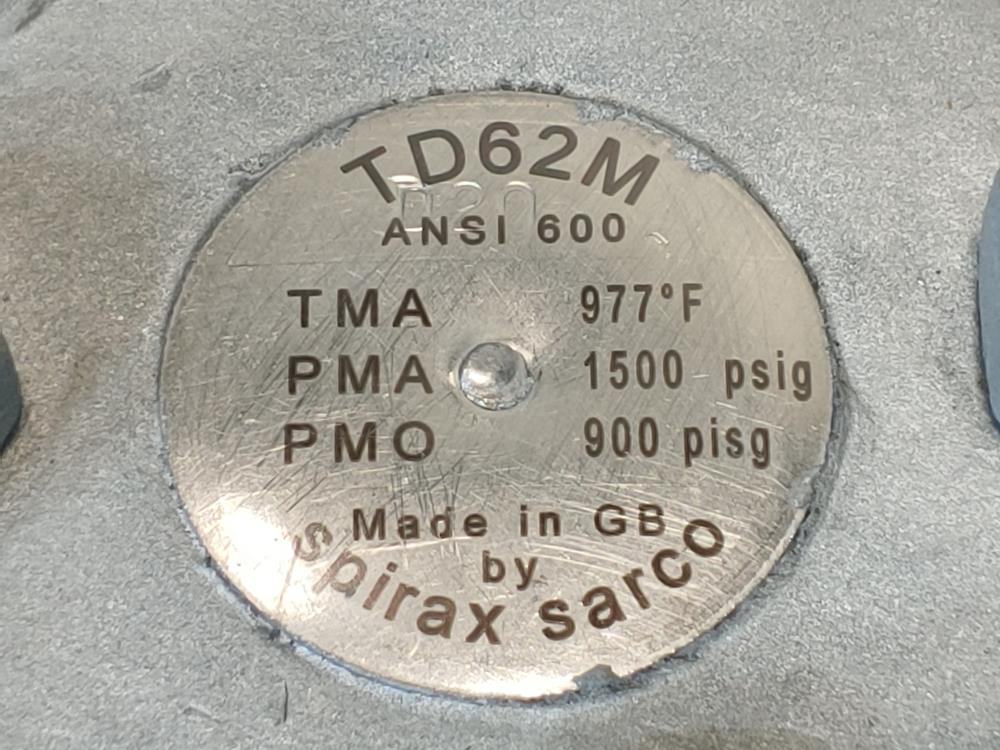 TD62M
ANSI 600
TMA 977°F
PMA 1500 psig
PMO 900 pisg
Made in GB
by
spirax sarco